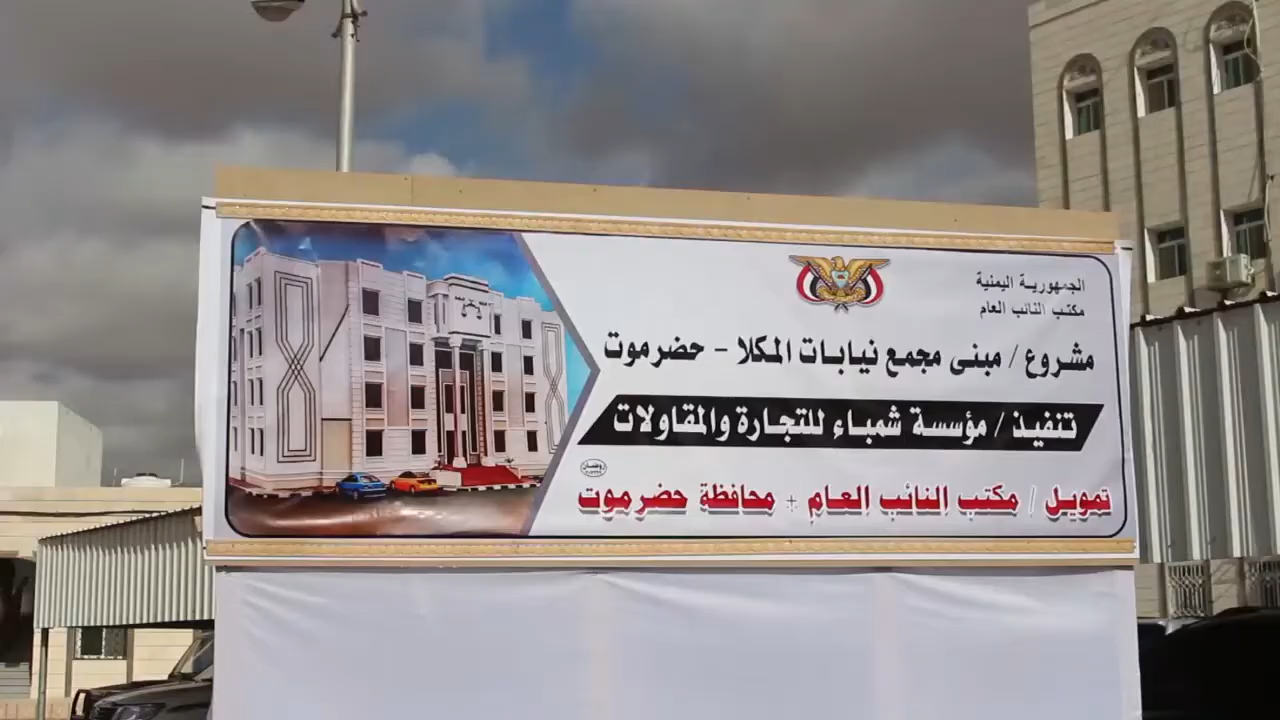 الجمهورية اليمنية
مكتب النائب العام
مشروع / مبنى مجمع نيابات المكلا - حضرموت
تنفيذ / مؤسسة شمباء للتجارة والمقاولات
تمويل / مكتب النائب العام + محافظة حضرموت